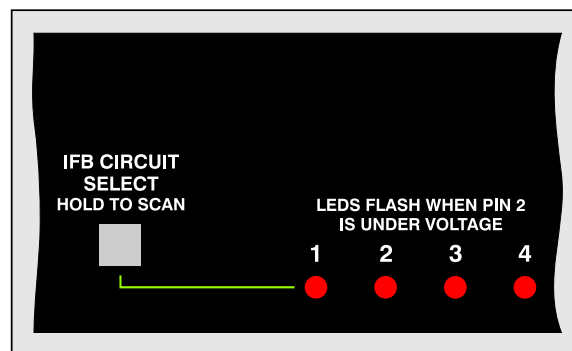 IFB CIRCUIT
SELECT
HOLD TO SCAN
LEDS FLASH WHEN PIN 2
IS UNDER VOLTAGE
1 2 3 4